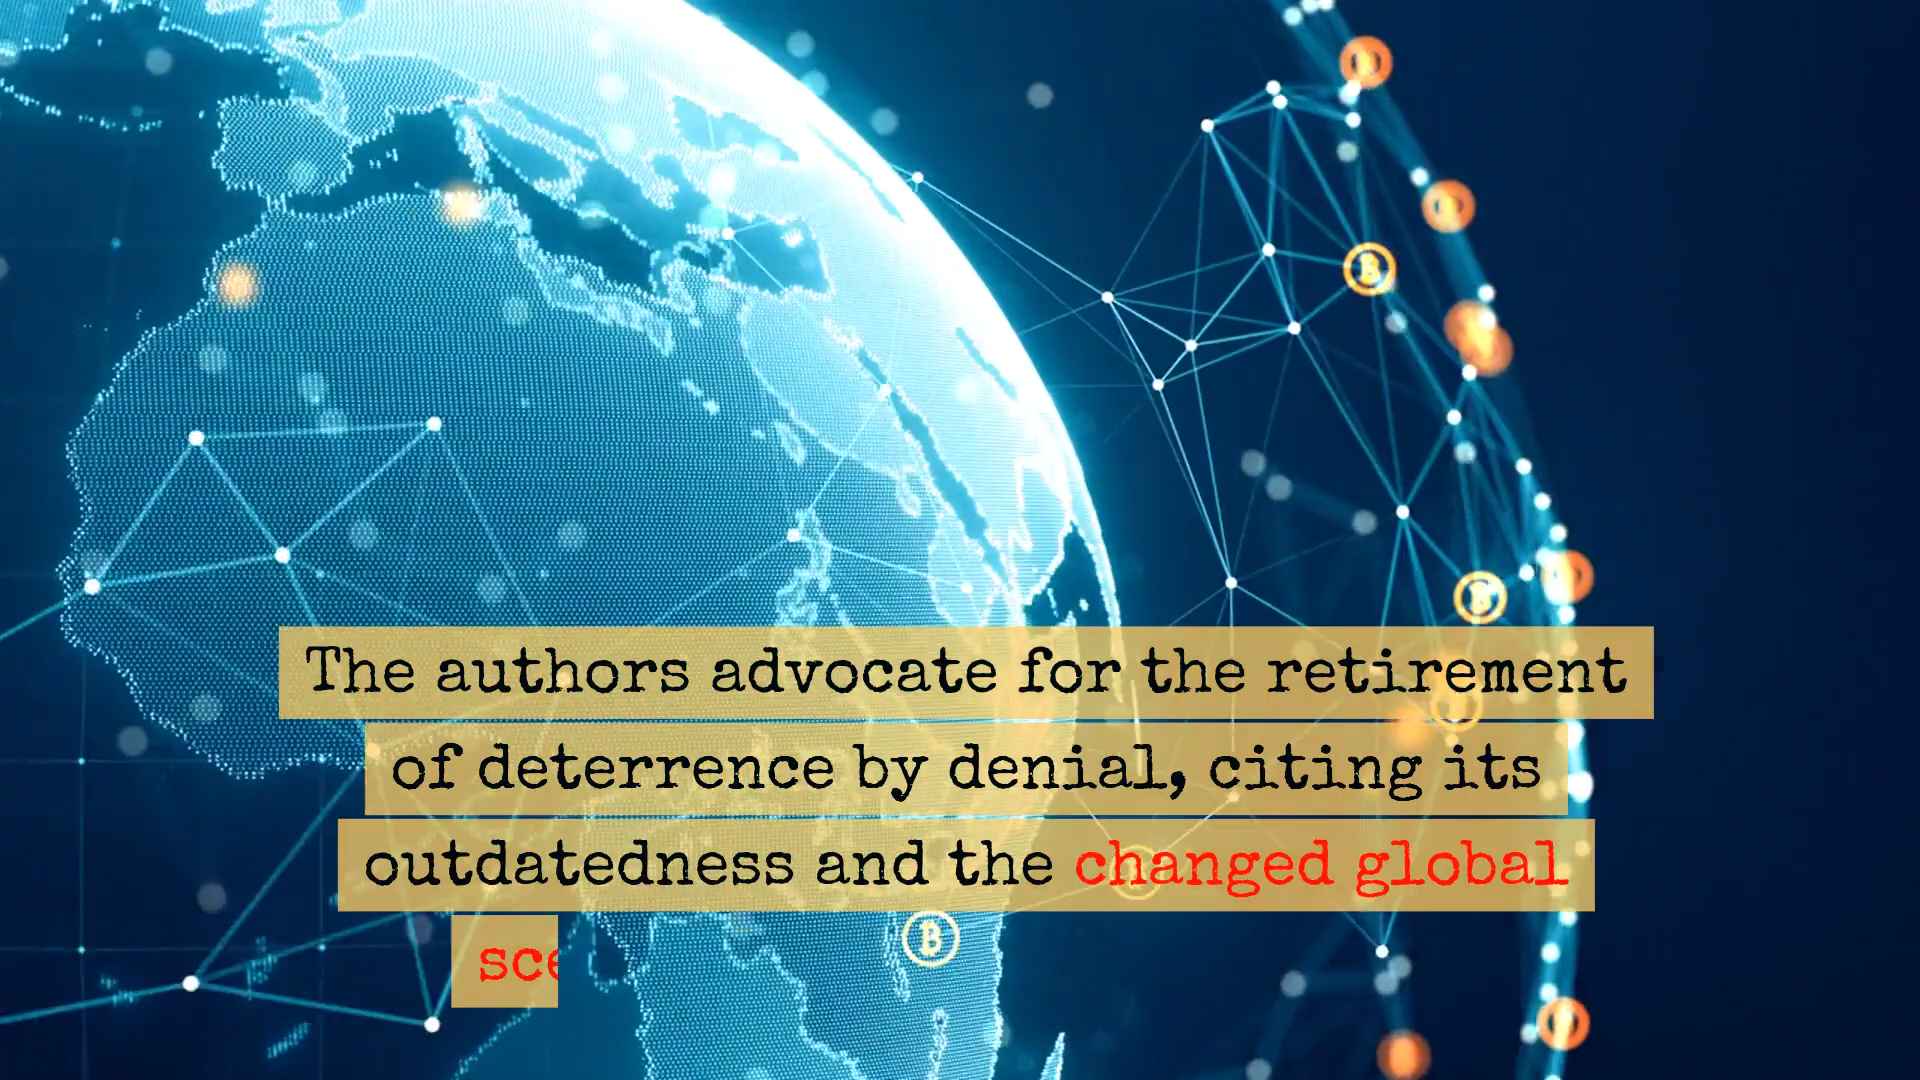 The authors advocate for the retirement
of deterrence by denial, citing its
outdatedness and the changed global